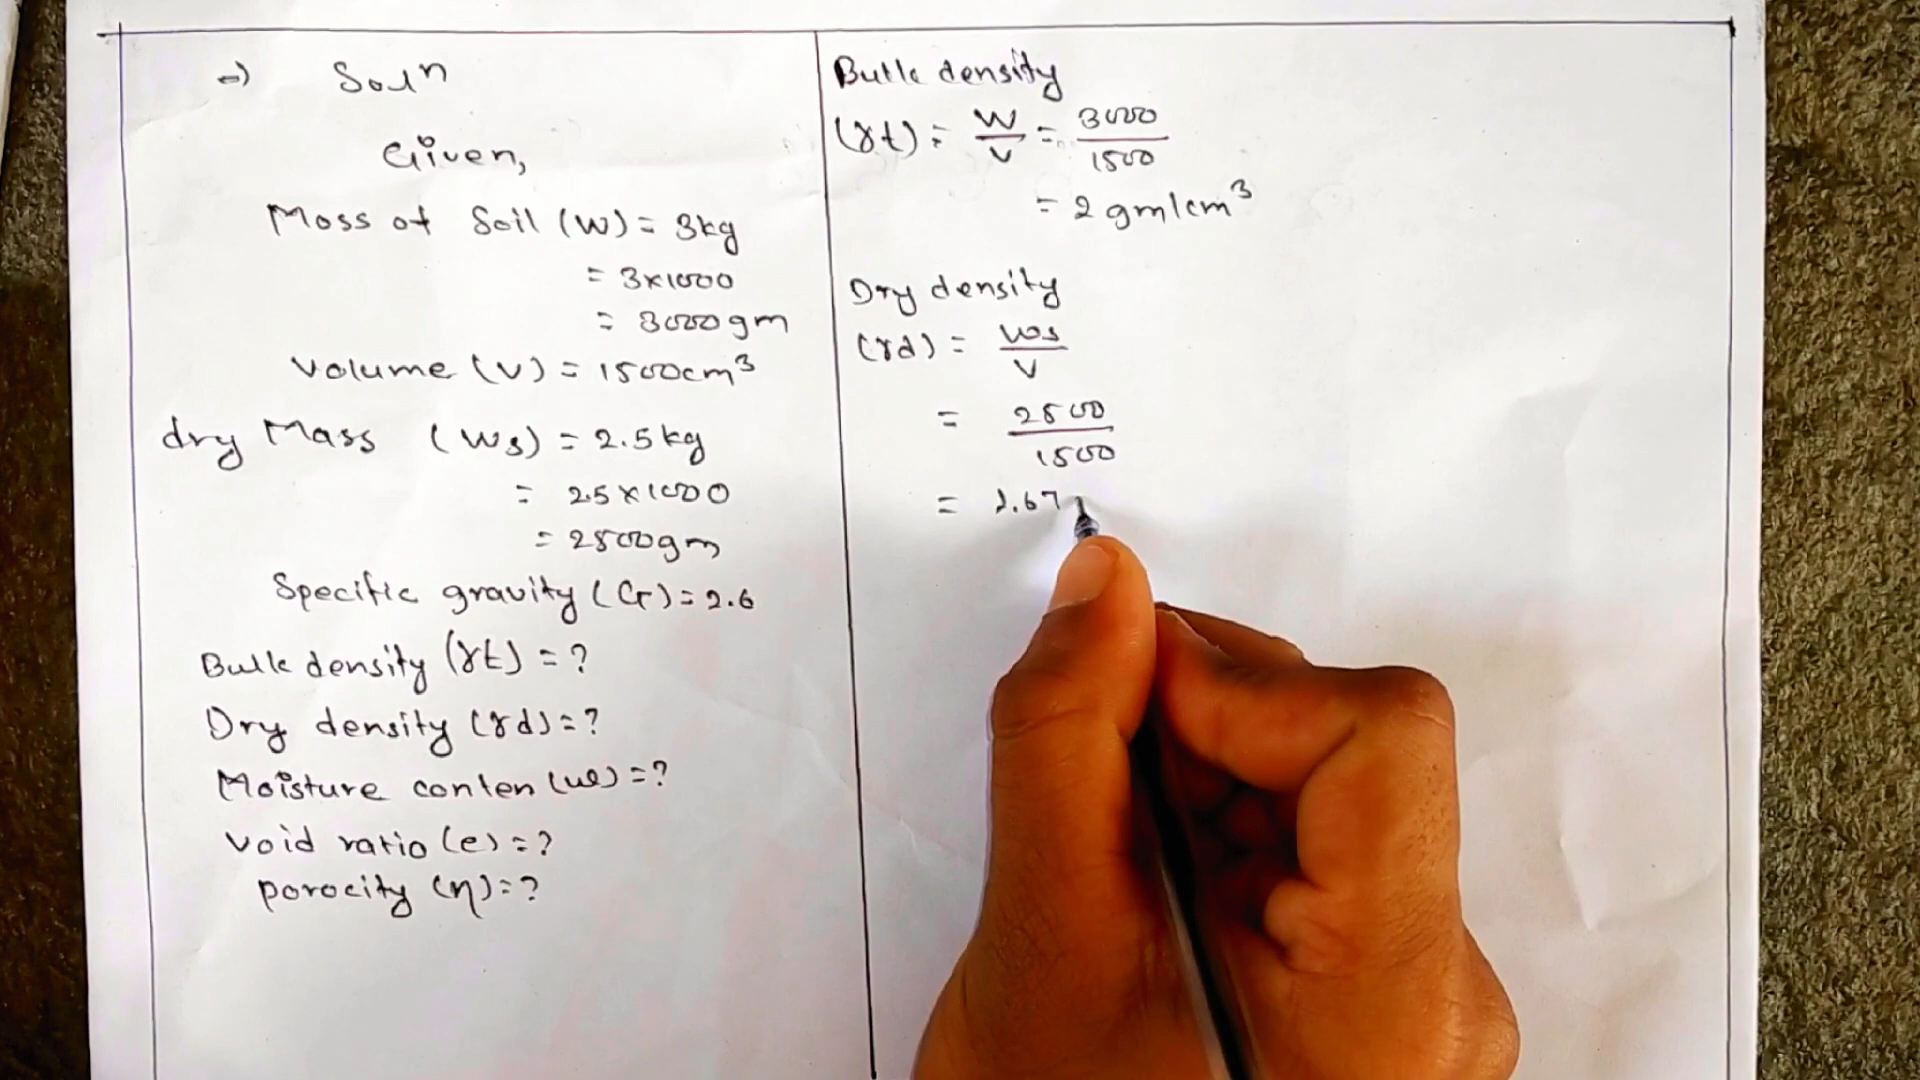 ⇒ Solⁿ
Given,
Mass of Soil (W) = 3kg
= 3×1000
= 3000gm
Volume (V) = 1500cm³
dry Mass (Ws) = 2.5kg
= 2.5×1000
= 2500gm
Specific gravity (G) = 2.6
Bulk density (γt) = ?
Dry density (γd) = ?
Moisture conten (w) = ?
Void ratio (e) = ?
porocity (η) = ?
Bulk density
(γt) = W/V = 3000/1500
= 2 gm/cm³
Dry density
(γd) = Ws/V
= 2500/1500
= 1.67